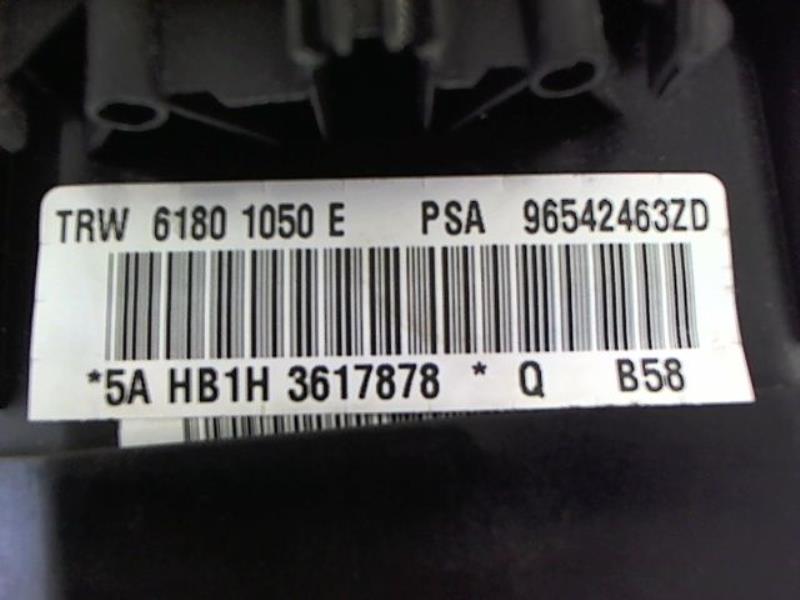 TRW 6180 1050 E PSA 96542463ZD
*5A HB1H 3617878 * Q B58